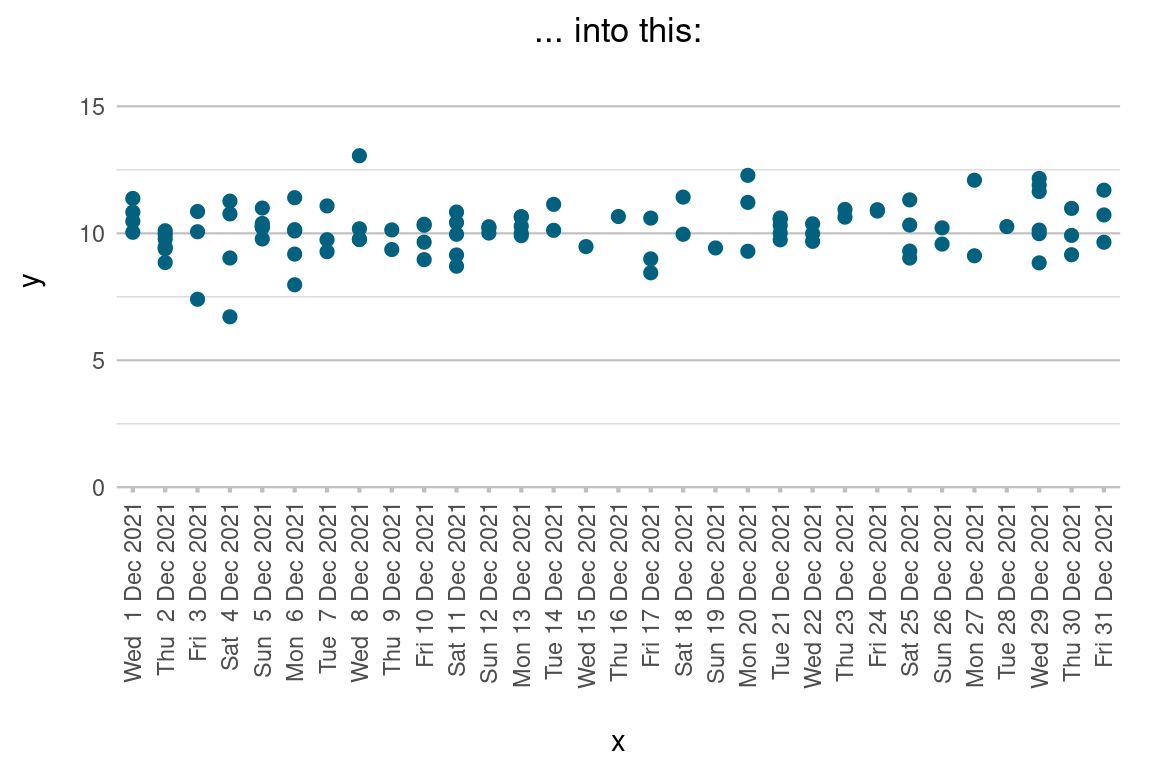 ... into this:
15
10
5
0
y
Wed  1 Dec 2021
Thu  2 Dec 2021
Fri  3 Dec 2021
Sat  4 Dec 2021
Sun  5 Dec 2021
Mon  6 Dec 2021
Tue  7 Dec 2021
Wed  8 Dec 2021
Thu  9 Dec 2021
Fri 10 Dec 2021
Sat 11 Dec 2021
Sun 12 Dec 2021
Mon 13 Dec 2021
Tue 14 Dec 2021
Wed 15 Dec 2021
Thu 16 Dec 2021
Fri 17 Dec 2021
Sat 18 Dec 2021
Sun 19 Dec 2021
Mon 20 Dec 2021
Tue 21 Dec 2021
Wed 22 Dec 2021
Thu 23 Dec 2021
Fri 24 Dec 2021
Sat 25 Dec 2021
Sun 26 Dec 2021
Mon 27 Dec 2021
Tue 28 Dec 2021
Wed 29 Dec 2021
Thu 30 Dec 2021
Fri 31 Dec 2021
x